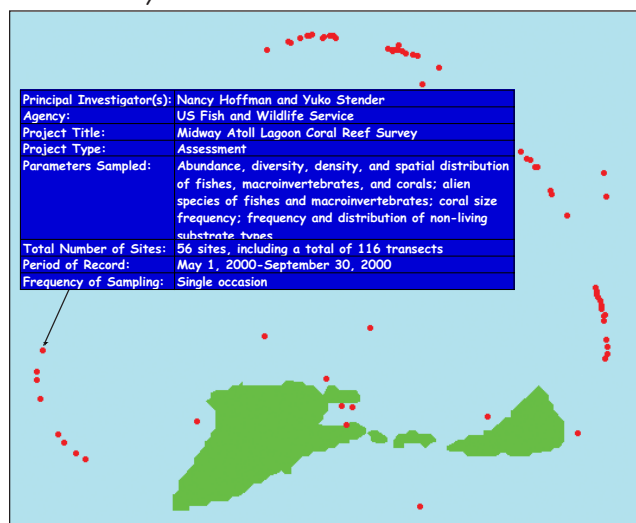 Principal Investigator(s): Nancy Hoffman and Yuko Stender
Agency: US Fish and Wildlife Service
Project Title: Midway Atoll Lagoon Coral Reef Survey
Project Type: Assessment
Parameters Sampled: Abundance, diversity, density, and spatial distribution
of fishes, macroinvertebrates, and corals; alien
species of fishes and macroinvertebrates; coral size
frequency; frequency and distribution of non-living
substrate types
Total Number of Sites: 56 sites, including a total of 116 transects
Period of Record: May 1, 2000-September 30, 2000
Frequency of Sampling: Single occasion